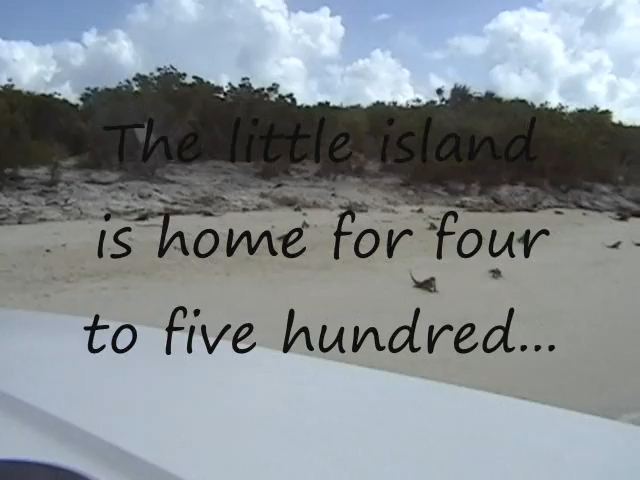 The little island
is home for four
to five hundred...